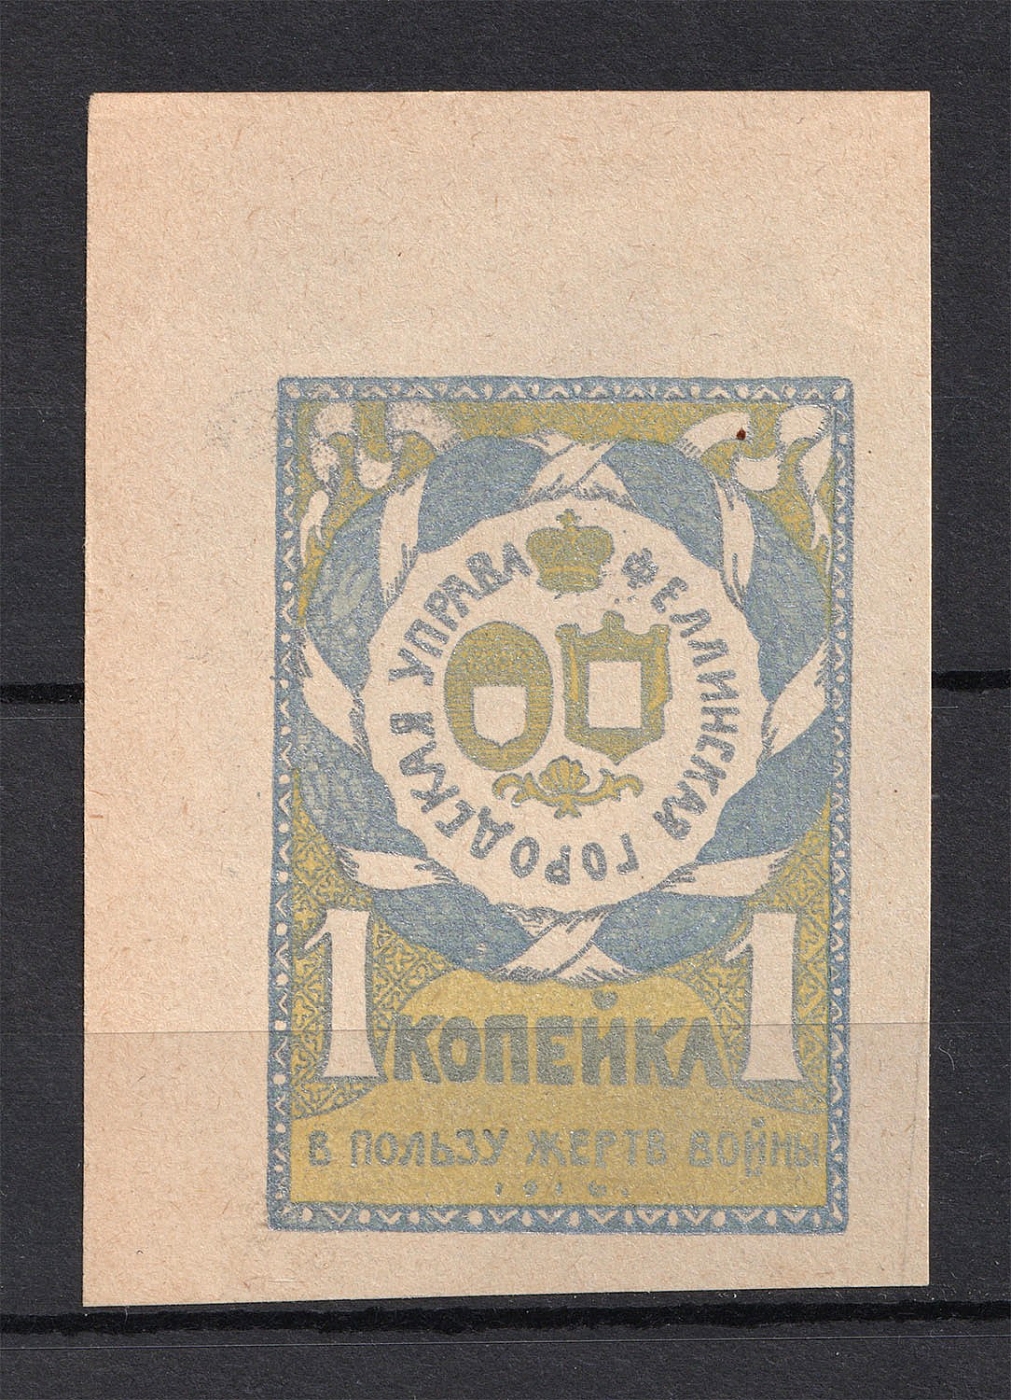 ФЕЛЛИНСКАЯ ГОРОДСКАЯ УПРАВА
1 КОПЕЙКА 1
В ПОЛЬЗУ ЖЕРТВ ВОЙНЫ